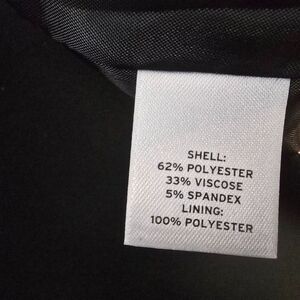 SHELL:
62% POLYESTER
33% VISCOSE
5% SPANDEX
LINING:
100% POLYESTER